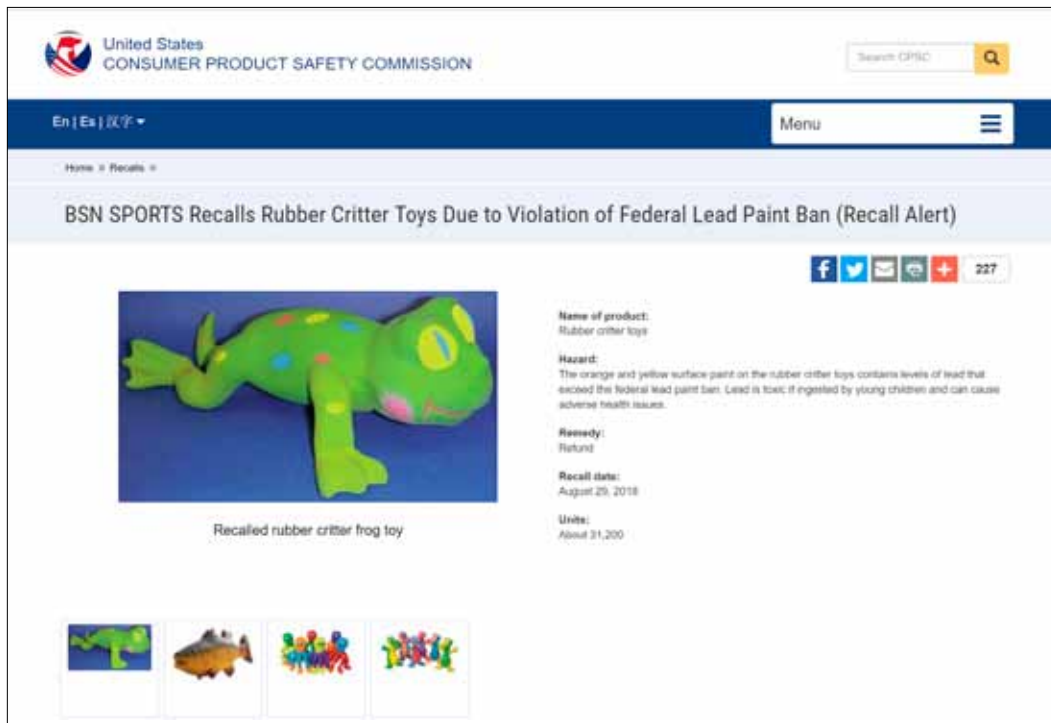 United States
CONSUMER PRODUCT SAFETY COMMISSION
Search CPSC
En | Es | 汉字
Menu
Home » Recalls »
BSN SPORTS Recalls Rubber Critter Toys Due to Violation of Federal Lead Paint Ban (Recall Alert)
227
Name of product:
Rubber critter toys
Hazard:
The orange and yellow surface paint on the rubber critter toys contains levels of lead that
exceed the federal lead paint ban. Lead is toxic if ingested by young children and can cause
adverse health issues.
Remedy:
Refund
Recall date:
August 29, 2018
Units:
About 31,200
Recalled rubber critter frog toy